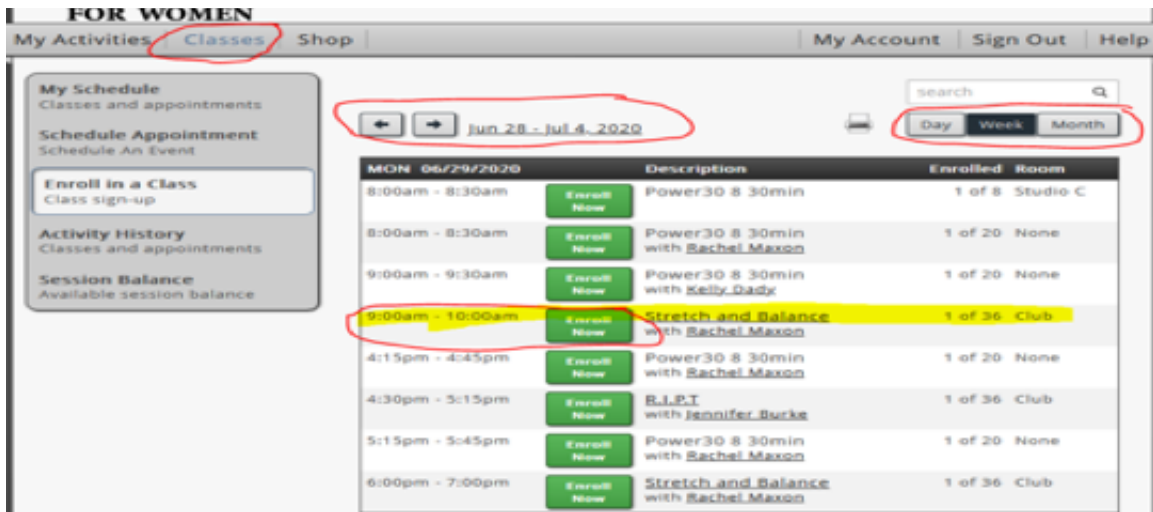 FOR WOMEN
My Activities Classes Shop My Account Sign Out Help
My Schedule
Classes and appointments
Schedule Appointment
Schedule An Event
Enroll in a Class
Class sign-up
Activity History
Classes and appointments
Session Balance
Available session balance
search
Jun 28 - Jul 4, 2020 Day Week Month
MON 06/29/2020 Description Enrolled Room
8:00am - 8:30am Enroll Now Power30 8 30min 1 of 8 Studio C
8:00am - 8:30am Enroll Now Power30 8 30min 1 of 20 None
with Rachel Maxon
9:00am - 9:30am Enroll Now Power30 8 30min 1 of 20 None
with Kelly Dady
9:00am - 10:00am Enroll Now Stretch and Balance 1 of 36 Club
with Rachel Maxon
4:15pm - 4:45pm Enroll Now Power30 8 30min 1 of 20 None
with Rachel Maxon
4:30pm - 5:15pm Enroll Now R.I.P.T 1 of 36 Club
with Jennifer Burke
5:15pm - 5:45pm Enroll Now Power30 8 30min 1 of 20 None
with Rachel Maxon
6:00pm - 7:00pm Enroll Now Stretch and Balance 1 of 36 Club
with Rachel Maxon